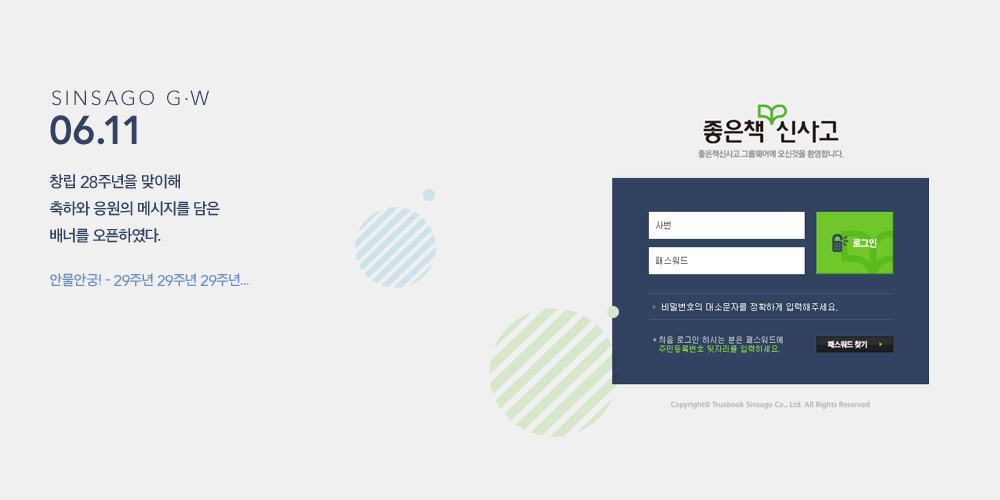 SINSAGO G·W
06.11
창립 28주년을 맞이해
축하와 응원의 메시지를 담은
배너를 오픈하였다.
안물안궁! - 29주년 29주년 29주년...
좋은책 신사고
좋은책신사고 그룹웨어에 오신것을 환영합니다.
사번
패스워드
로그인
비밀번호의 대소문자를 정확하게 입력해주세요.
* 처음 로그인 하시는 분은 패스워드에
주민등록번호 뒷자리를 입력하세요.
패스워드 찾기
Copyright© Truebook Sinsago Co., Ltd. All Rights Reserved